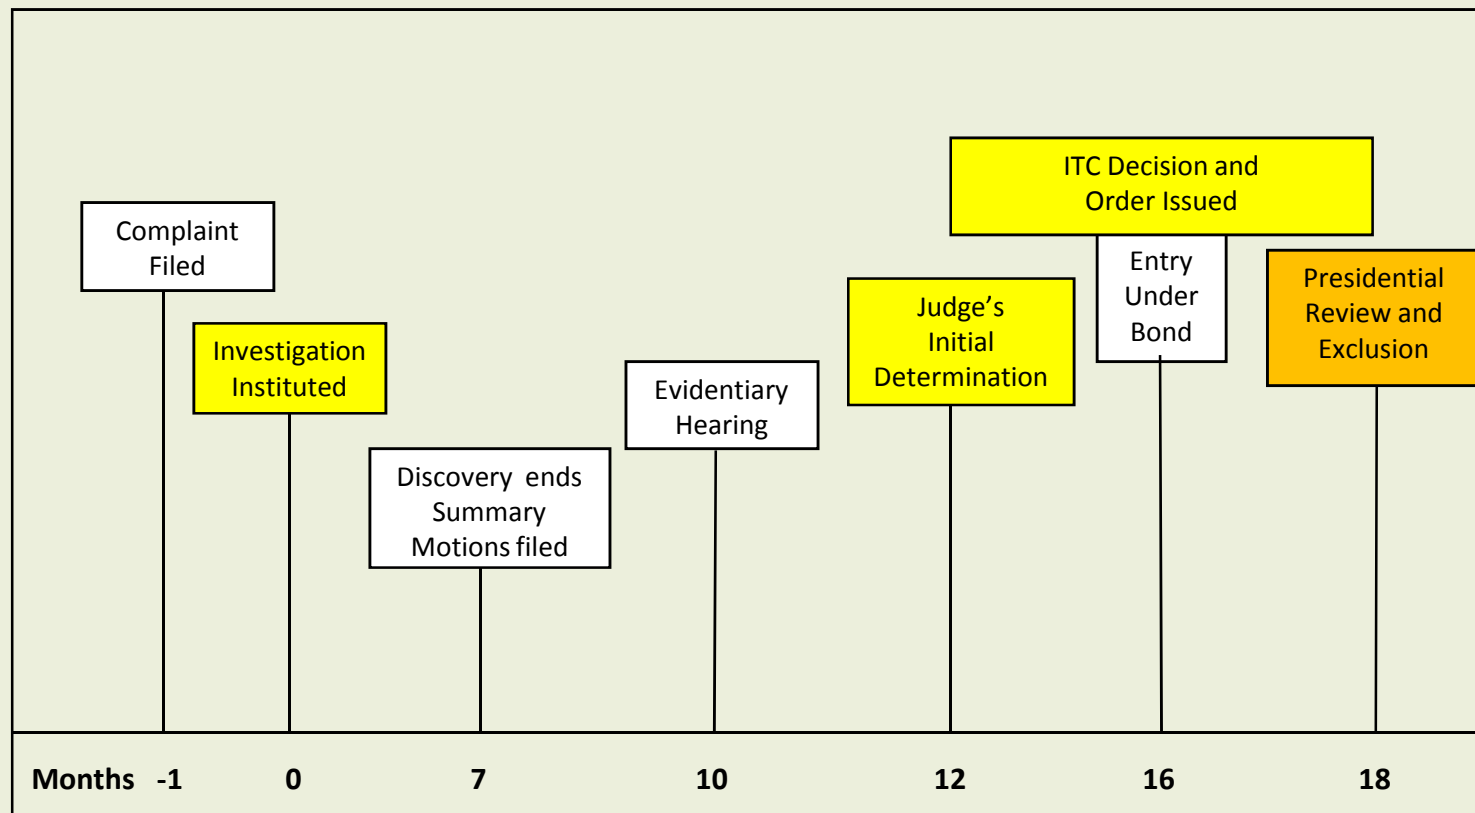 Complaint
Filed
Investigation
Instituted
Discovery ends
Summary
Motions filed
Evidentiary
Hearing
Judge's
Initial
Determination
ITC Decision and
Order Issued
Entry
Under
Bond
Presidential
Review and
Exclusion
Months -1 0 7 10 12 16 18